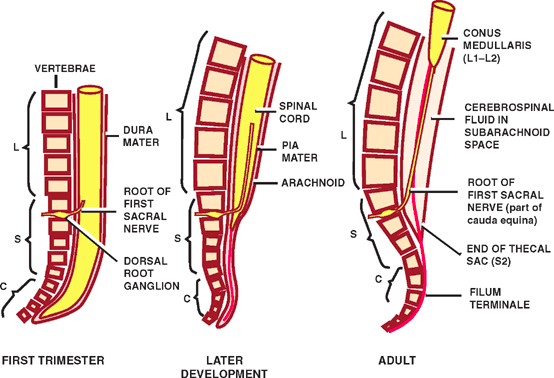 VERTEBRAE
L
S
C
DURA
MATER
ROOT OF
FIRST
SACRAL
NERVE
DORSAL
ROOT
GANGLION
FIRST TRIMESTER
L
S
C
SPINAL
CORD
PIA
MATER
ARACHNOID
LATER
DEVELOPMENT
L
S
C
CONUS
MEDULLARIS
(L1–L2)
CEREBROSPINAL
FLUID IN
SUBARACHNOID
SPACE
ROOT OF
FIRST SACRAL
NERVE (part of
cauda equina)
END OF THECAL
SAC (S2)
FILUM
TERMINALE
ADULT